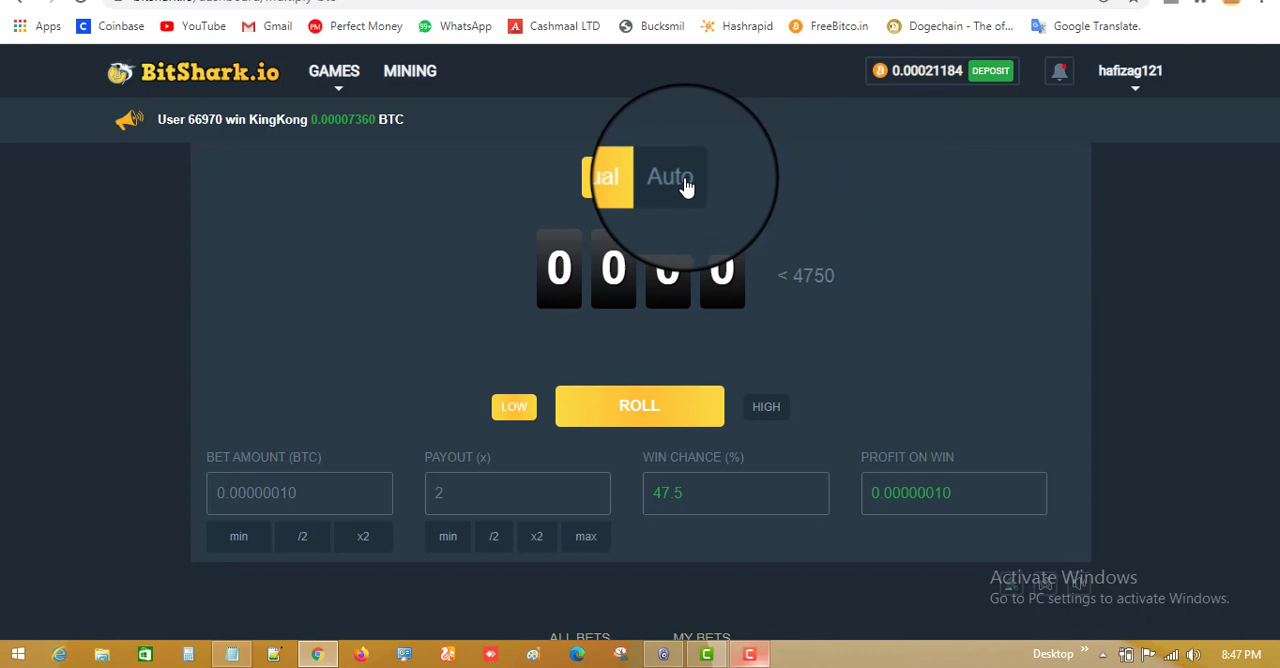 Apps Coinbase YouTube Gmail Perfect Money WhatsApp Cashmaal LTD Bucksmil Hashrapid FreeBitco.in Dogechain - The of... Google Translate.
BitShark.io GAMES MINING 0.00021184 DEPOSIT hafizag121
User 66970 win KingKong 0.00007360 BTC
ual Auto
0 0 0 0 < 4750
LOW ROLL HIGH
BET AMOUNT (BTC) PAYOUT (x) WIN CHANCE (%) PROFIT ON WIN
0.00000010 2 47.5 0.00000010
min /2 x2 min /2 x2 max
Activate Windows
Go to PC settings to activate Windows.
ALL BETS MY BETS
Desktop 8:47 PM